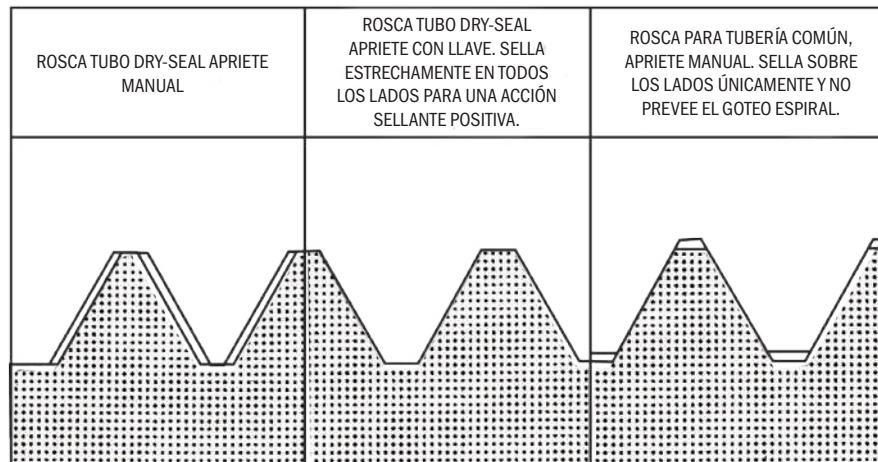 ROSCA TUBO DRY-SEAL APRIETE
MANUAL
ROSCA TUBO DRY-SEAL
APRIETE CON LLAVE. SELLA
ESTRECHAMENTE EN TODOS
LOS LADOS PARA UNA ACCIÓN
SELLANTE POSITIVA.
ROSCA PARA TUBERÍA COMÚN,
APRIETE MANUAL. SELLA SOBRE
LOS LADOS ÚNICAMENTE Y NO
PREVEE EL GOTEO ESPIRAL.